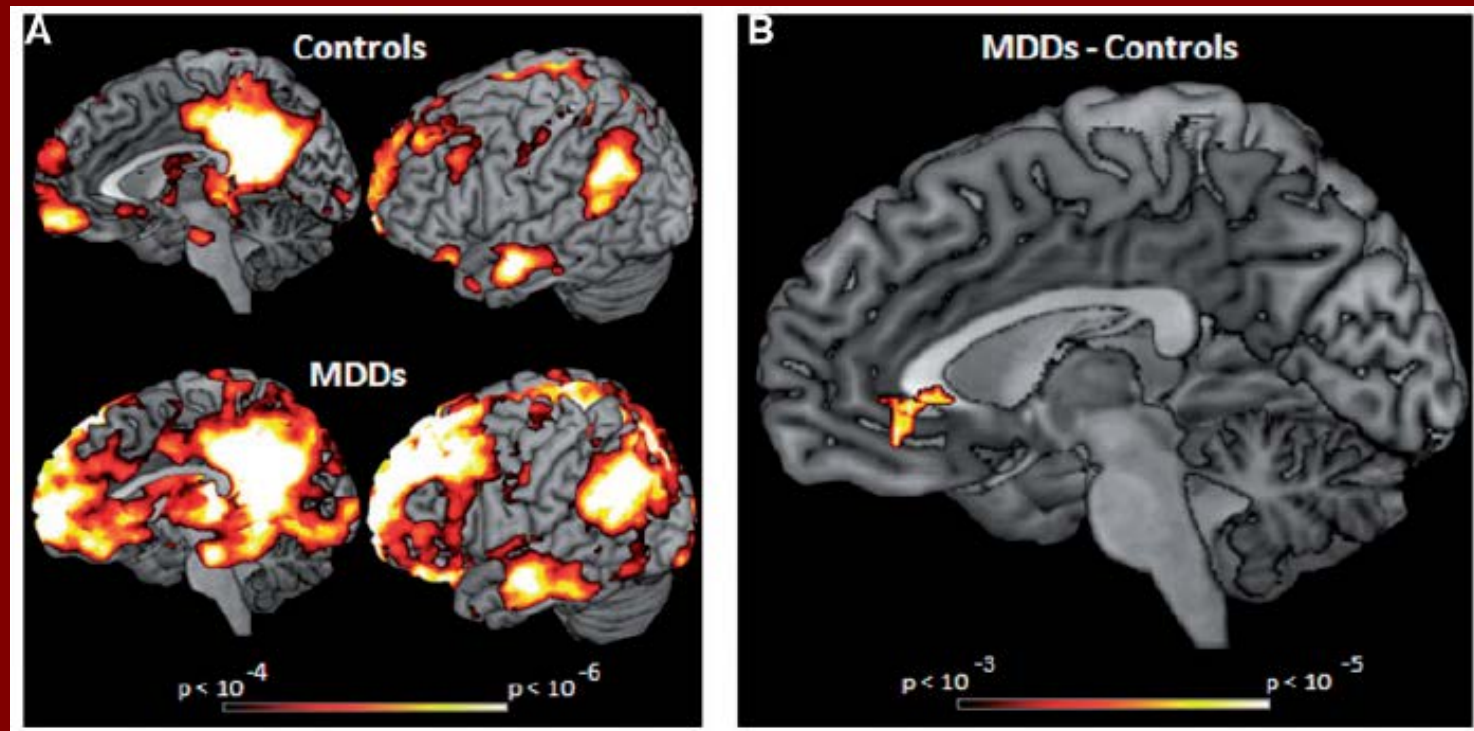 A
Controls
MDDs
p < 10^-4
p < 10^-6
B
MDDs - Controls
p < 10^-3
p < 10^-5